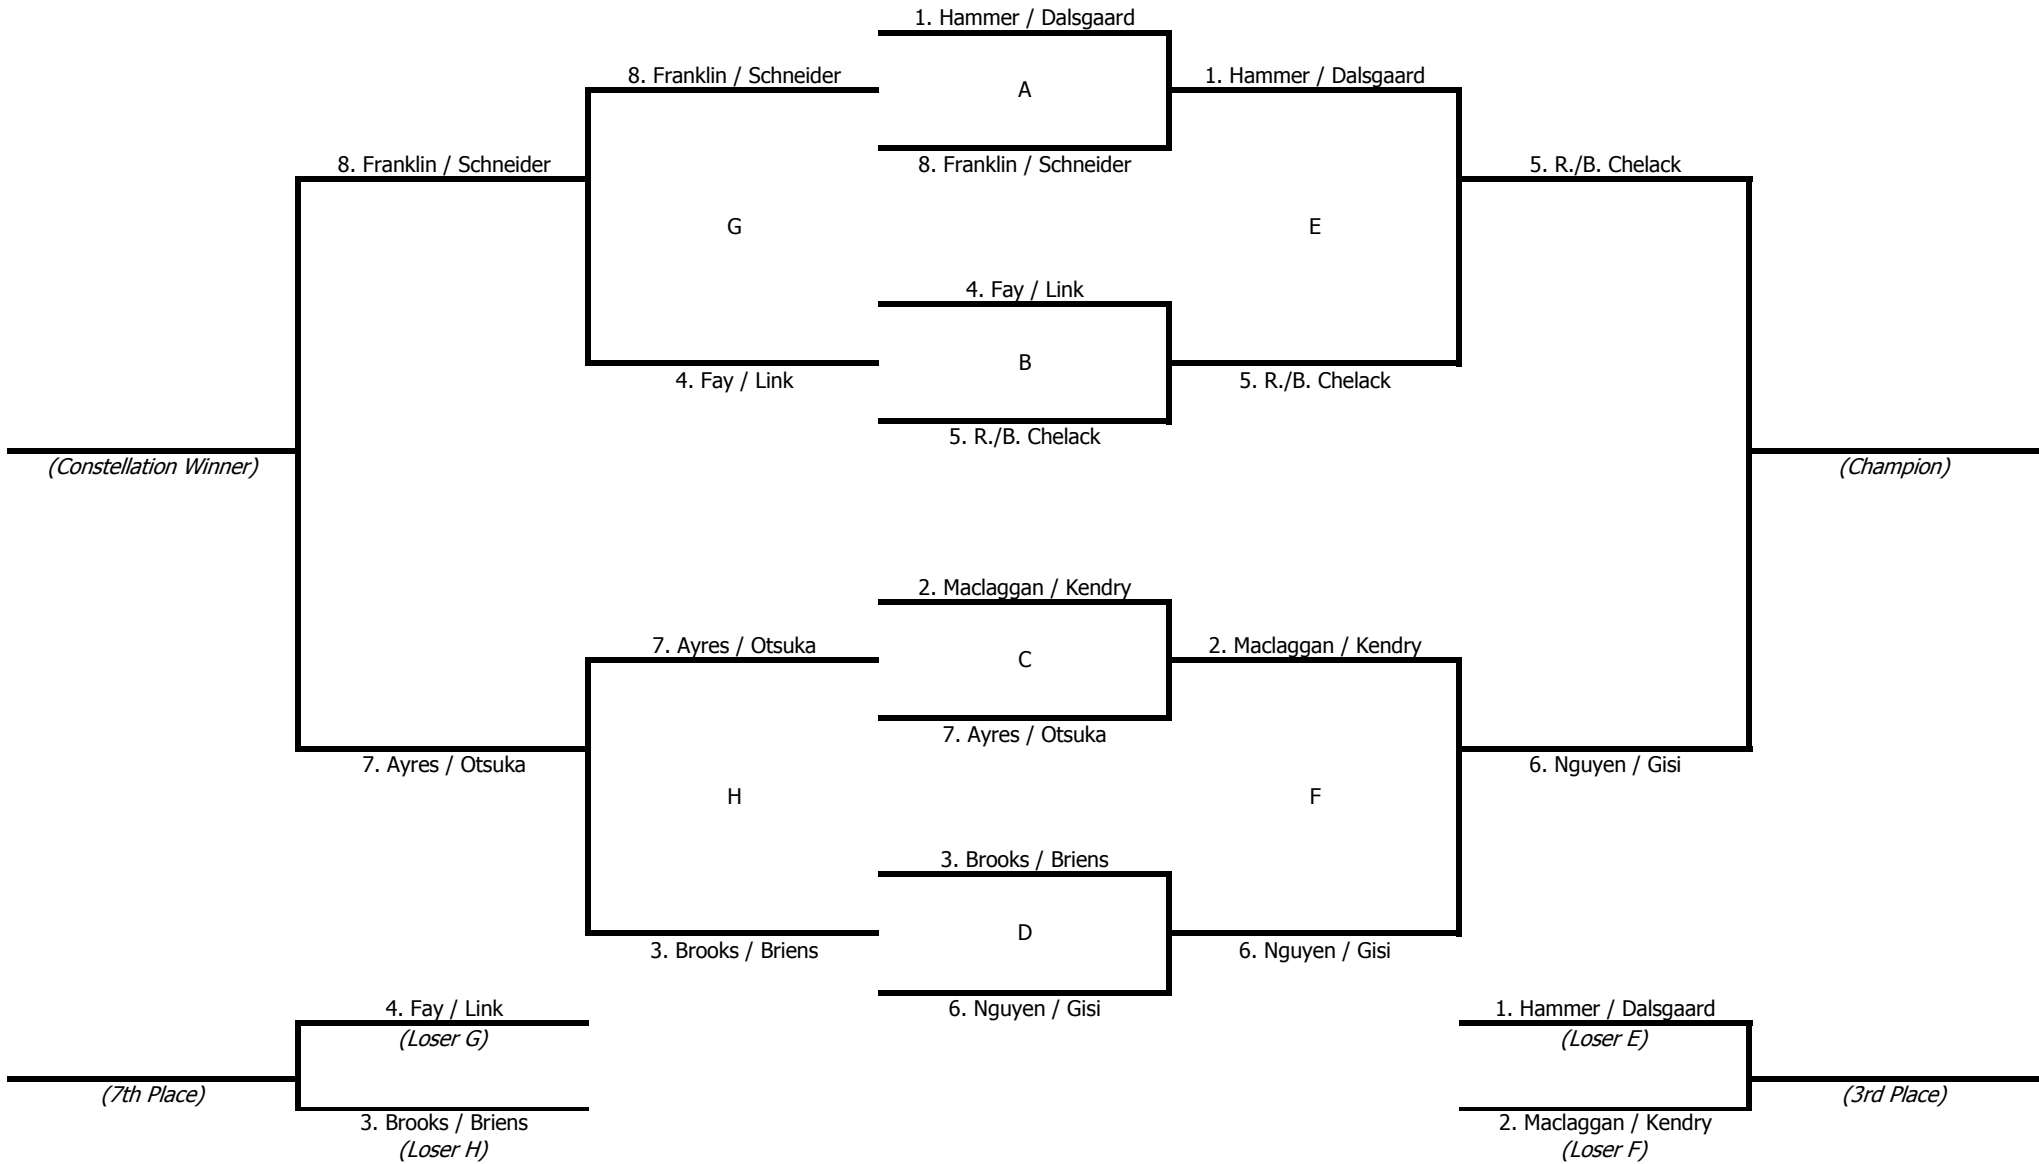 1. Hammer / Dalsgaard
8. Franklin / Schneider
A
1. Hammer / Dalsgaard
8. Franklin / Schneider
8. Franklin / Schneider
5. R./B. Chelack
G
E
4. Fay / Link
B
4. Fay / Link
5. R./B. Chelack
5. R./B. Chelack
(Constellation Winner)
(Champion)
2. Maclaggan / Kendry
7. Ayres / Otsuka
C
2. Maclaggan / Kendry
7. Ayres / Otsuka
7. Ayres / Otsuka
6. Nguyen / Gisi
H
F
3. Brooks / Briens
D
3. Brooks / Briens
6. Nguyen / Gisi
6. Nguyen / Gisi
4. Fay / Link
(Loser G)
1. Hammer / Dalsgaard
(Loser E)
(7th Place)
(3rd Place)
3. Brooks / Briens
(Loser H)
2. Maclaggan / Kendry
(Loser F)